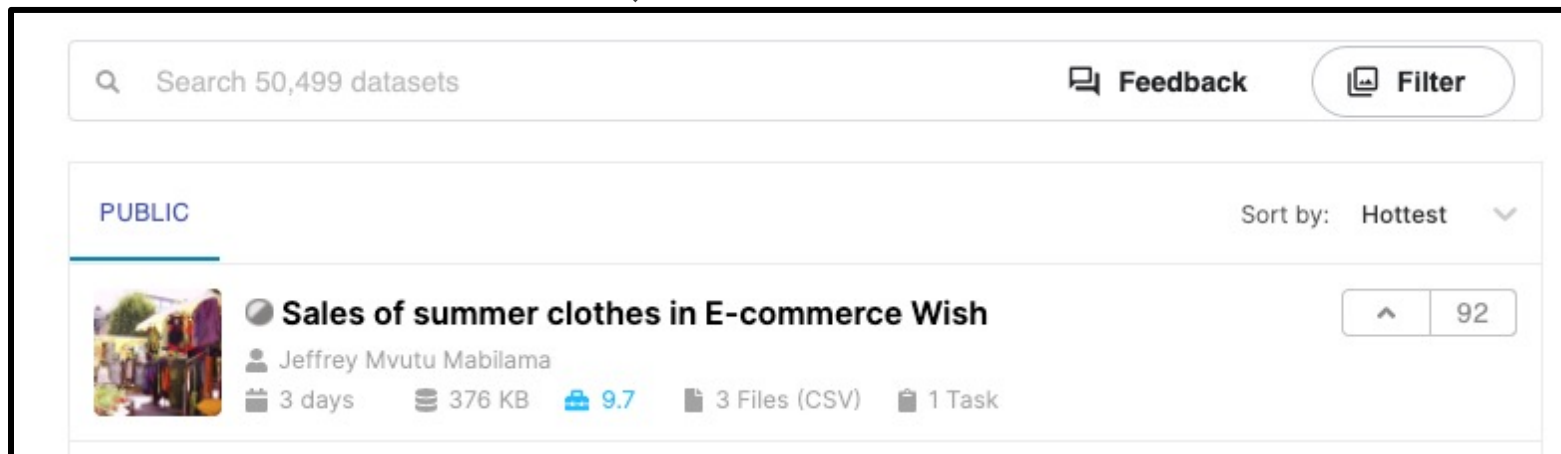 Search 50,499 datasets Feedback Filter
PUBLIC Sort by: Hottest
Sales of summer clothes in E-commerce Wish 92
Jeffrey Mvutu Mabilama
3 days 376 KB 9.7 3 Files (CSV) 1 Task